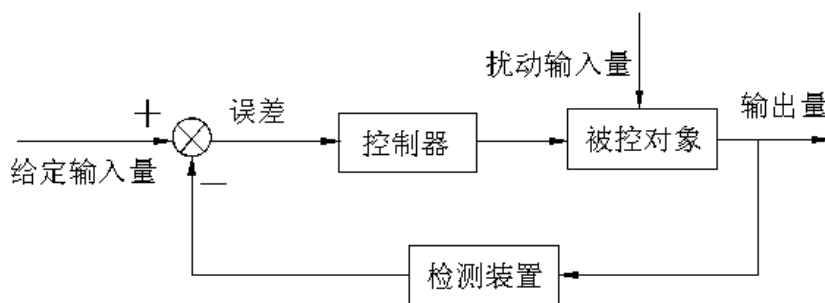 扰动输入量
+
误差
输出量
控制器
被控对象
给定输入量
—
检测装置